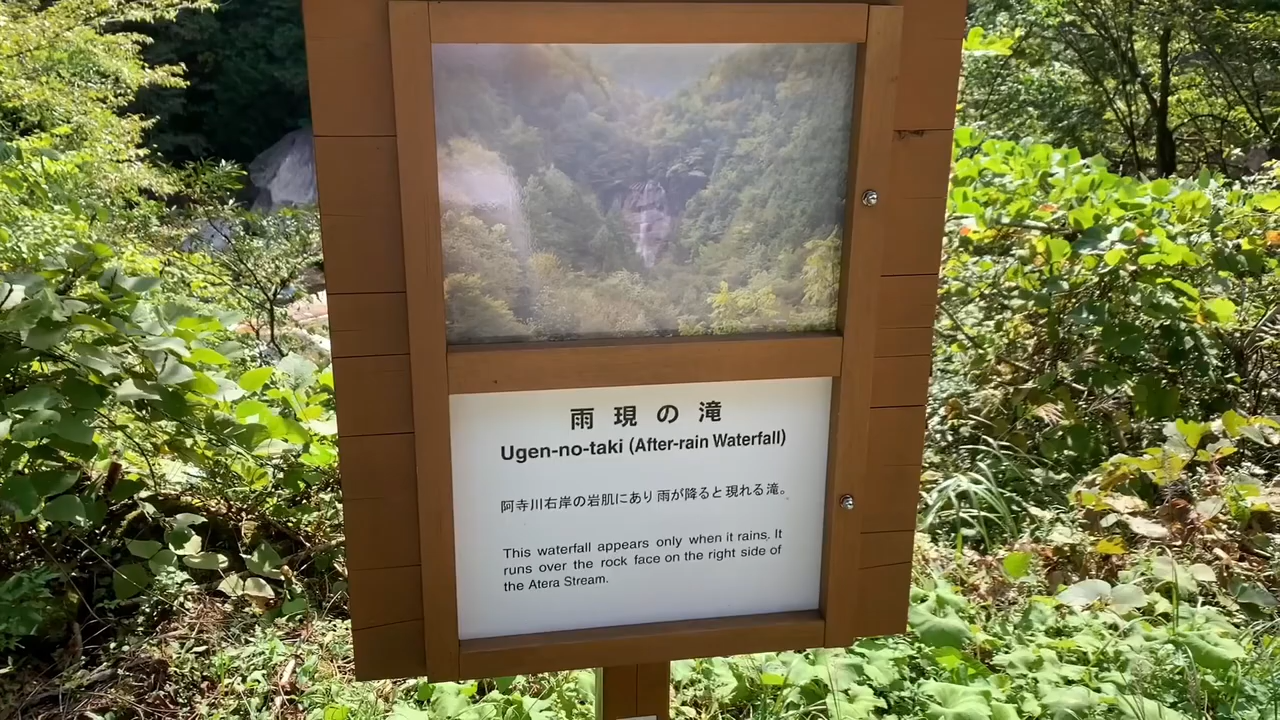 雨現の滝
Ugen-no-taki (After-rain Waterfall)
阿寺川右岸の岩肌にあり雨が降ると現れる滝。
This waterfall appears only when it rains. It
runs over the rock face on the right side of
the Atera Stream.